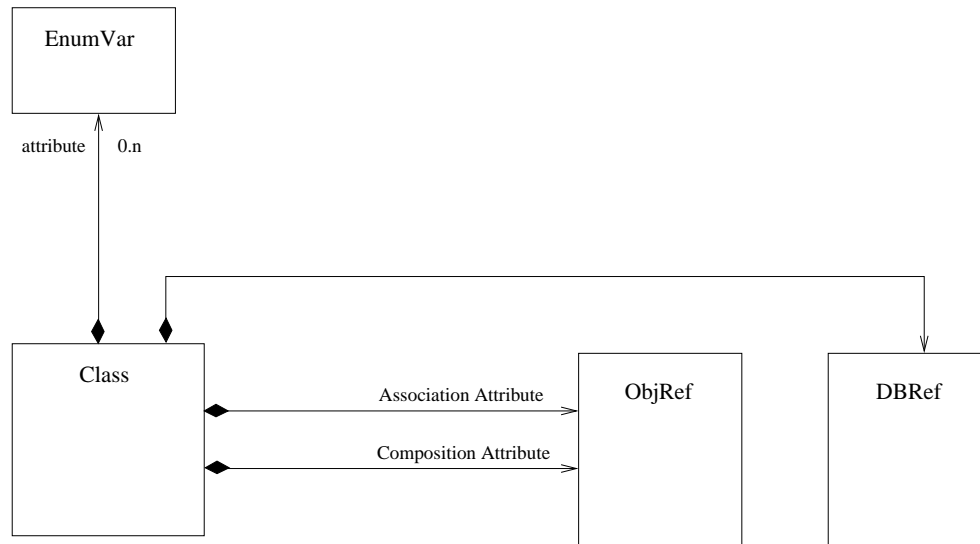 EnumVar
attribute 0.n
Class
Association Attribute
ObjRef
DBRef
Composition Attribute